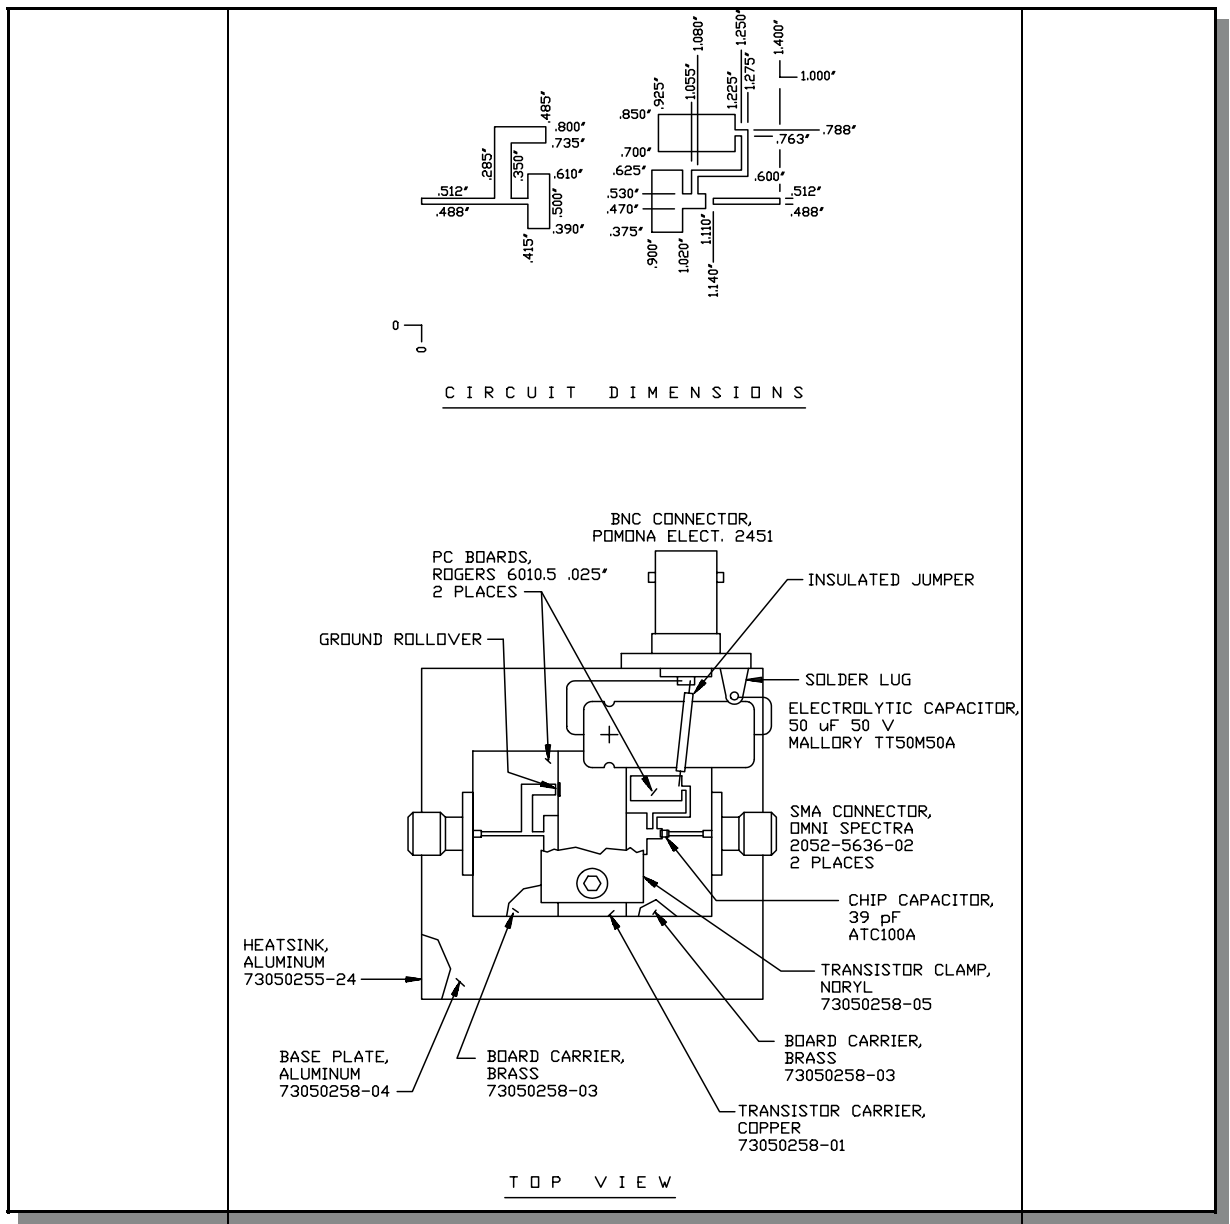 1.080"
1.250"
1.400"
1.055"
1.275"
1.000"
.925"
1.225"
.485"
.850"
.800"
.788"
.735"
.763"
.700"
.285"
.350"
.610"
.625"
.600"
.512"
.500"
.530"
.512"
.488"
.470"
.488"
.390"
.375"
.415"
.900"
1.020"
1.110"
1.140"
0
0
CIRCUIT DIMENSIONS
BNC CONNECTOR,
POMONA ELECT. 2451
PC BOARDS,
ROGERS 6010.5 .025"
2 PLACES
INSULATED JUMPER
GROUND ROLLOVER
SOLDER LUG
ELECTROLYTIC CAPACITOR,
50 uF 50 V
MALLORY TT50M50A
+
SMA CONNECTOR,
OMNI SPECTRA
2052-5636-02
2 PLACES
CHIP CAPACITOR,
39 pF
ATC100A
HEATSINK,
ALUMINUM
73050255-24
TRANSISTOR CLAMP,
NORYL
73050258-05
BOARD CARRIER,
BRASS
73050258-03
BASE PLATE,
ALUMINUM
73050258-04
BOARD CARRIER,
BRASS
73050258-03
TRANSISTOR CARRIER,
COPPER
73050258-01
TOP VIEW